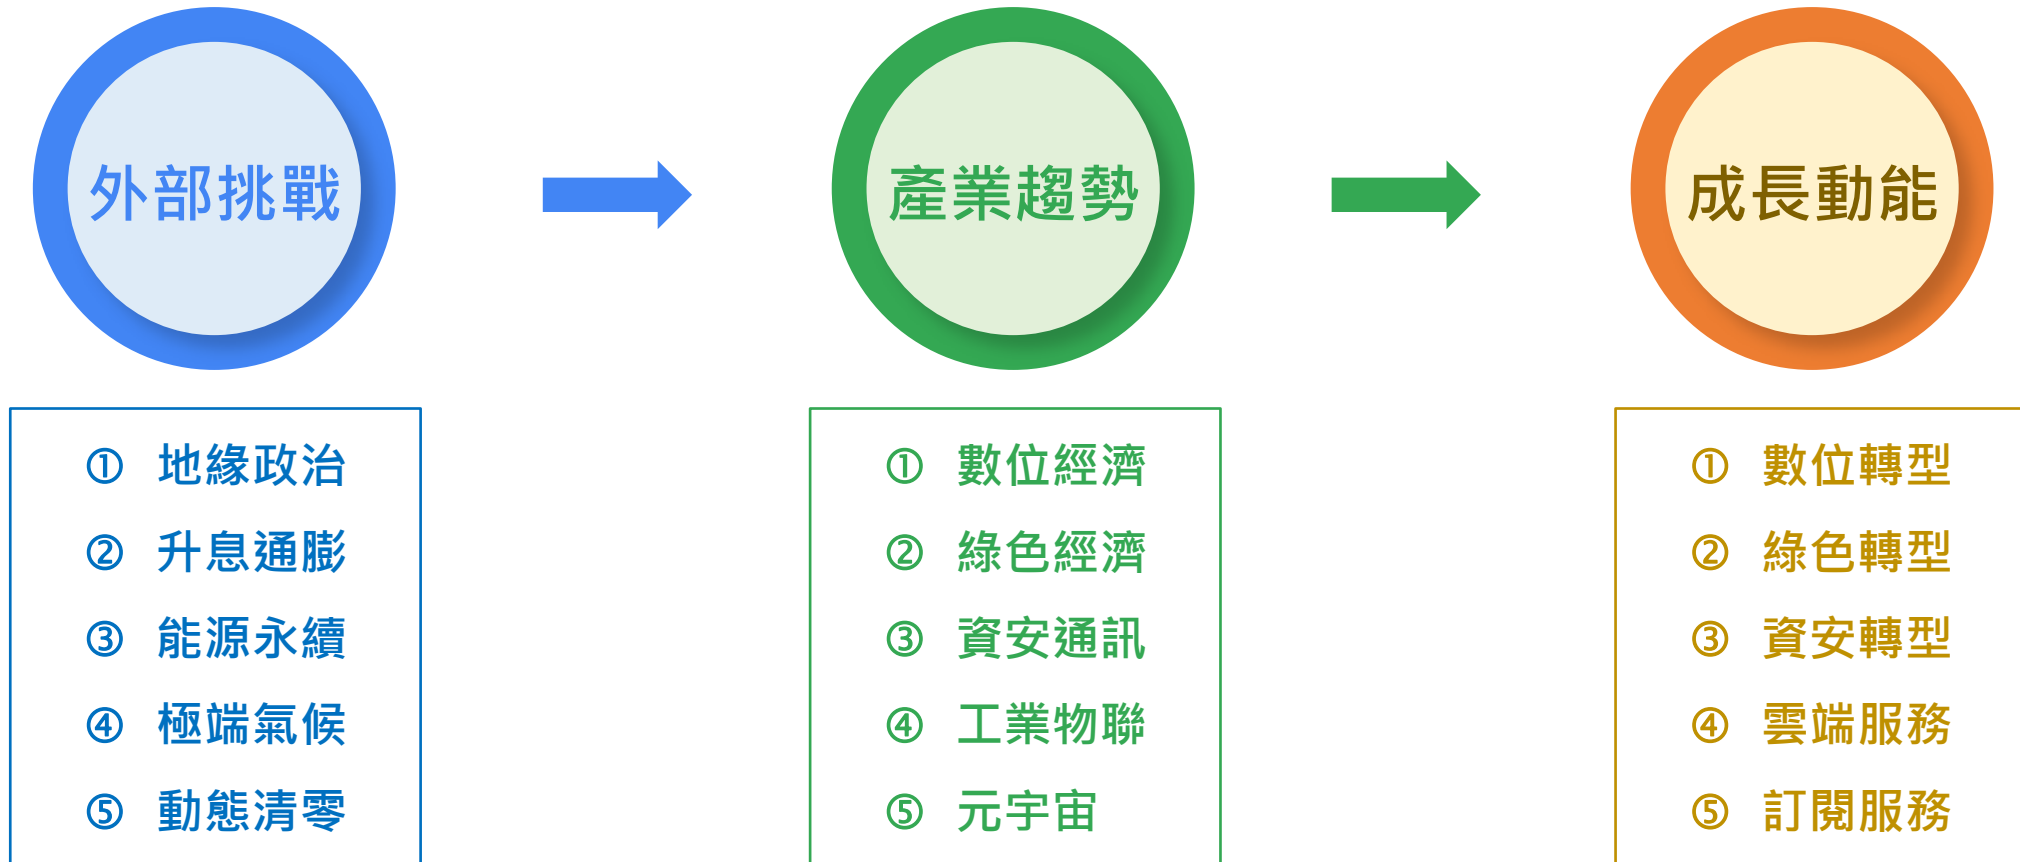 外部挑戰
產業趨勢
成長動能
① 地緣政治
② 升息通膨
③ 能源永續
④ 極端氣候
⑤ 動態清零
① 數位經濟
② 綠色經濟
③ 資安通訊
④ 工業物聯
⑤ 元宇宙
① 數位轉型
② 綠色轉型
③ 資安轉型
④ 雲端服務
⑤ 訂閱服務